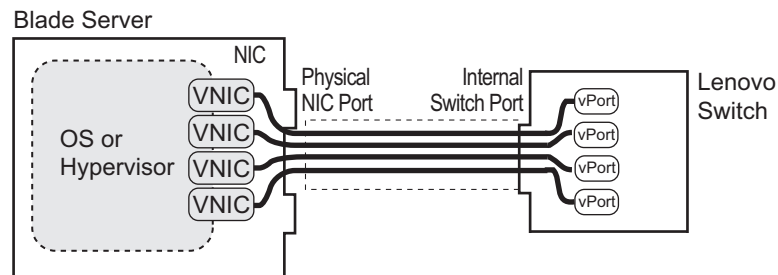 Blade Server
NIC
Physical
NIC Port
Internal
Switch Port
Lenovo
Switch
OS or
Hypervisor
VNIC
VNIC
VNIC
VNIC
vPort
vPort
vPort
vPort